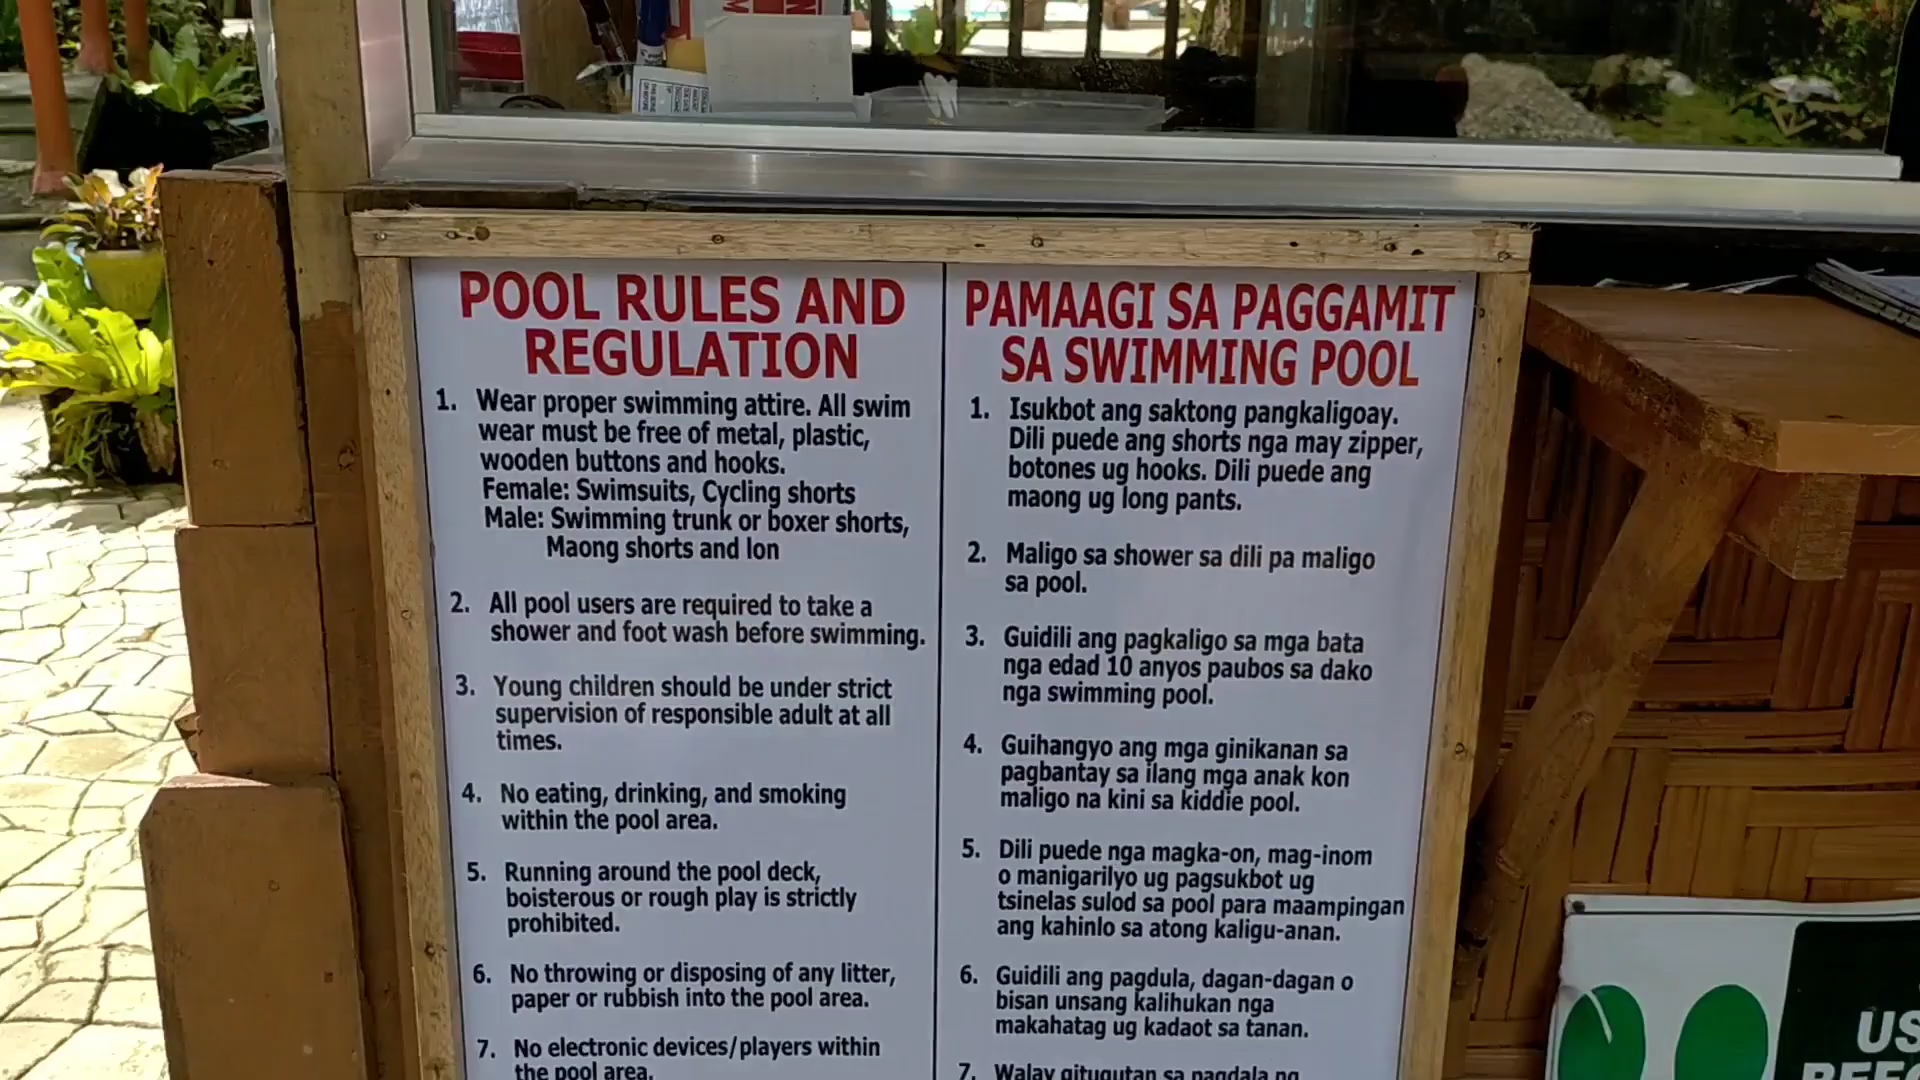 POOL RULES AND
REGULATION
1. Wear proper swimming attire. All swim
wear must be free of metal, plastic,
wooden buttons and hooks.
Female: Swimsuits, Cycling shorts
Male: Swimming trunk or boxer shorts,
Maong shorts and lon
2. All pool users are required to take a
shower and foot wash before swimming.
3. Young children should be under strict
supervision of responsible adult at all
times.
4. No eating, drinking, and smoking
within the pool area.
5. Running around the pool deck,
boisterous or rough play is strictly
prohibited.
6. No throwing or disposing of any litter,
paper or rubbish into the pool area.
7. No electronic devices/players within
the pool area.
PAMAAGI SA PAGGAMIT
SA SWIMMING POOL
1. Isukbot ang saktong pangkaligoay.
Dili puede ang shorts nga may zipper,
botones ug hooks. Dili puede ang
maong ug long pants.
2. Maligo sa shower sa dili pa maligo
sa pool.
3. Guidili ang pagkaligo sa mga bata
nga edad 10 anyos paubos sa dako
nga swimming pool.
4. Guihangyo ang mga ginikanan sa
pagbantay sa ilang mga anak kon
maligo na kini sa kiddie pool.
5. Dili puede nga magka-on, mag-inom
o manigarilyo ug pagsukbot ug
tsinelas sulod sa pool para maampingan
ang kahinlo sa atong kaligu-anan.
6. Guidili ang pagdula, dagan-dagan o
bisan unsang kalihukan nga
makahatag ug kadaot sa tanan.
7. Walay gitugutan sa pagdala ng
US